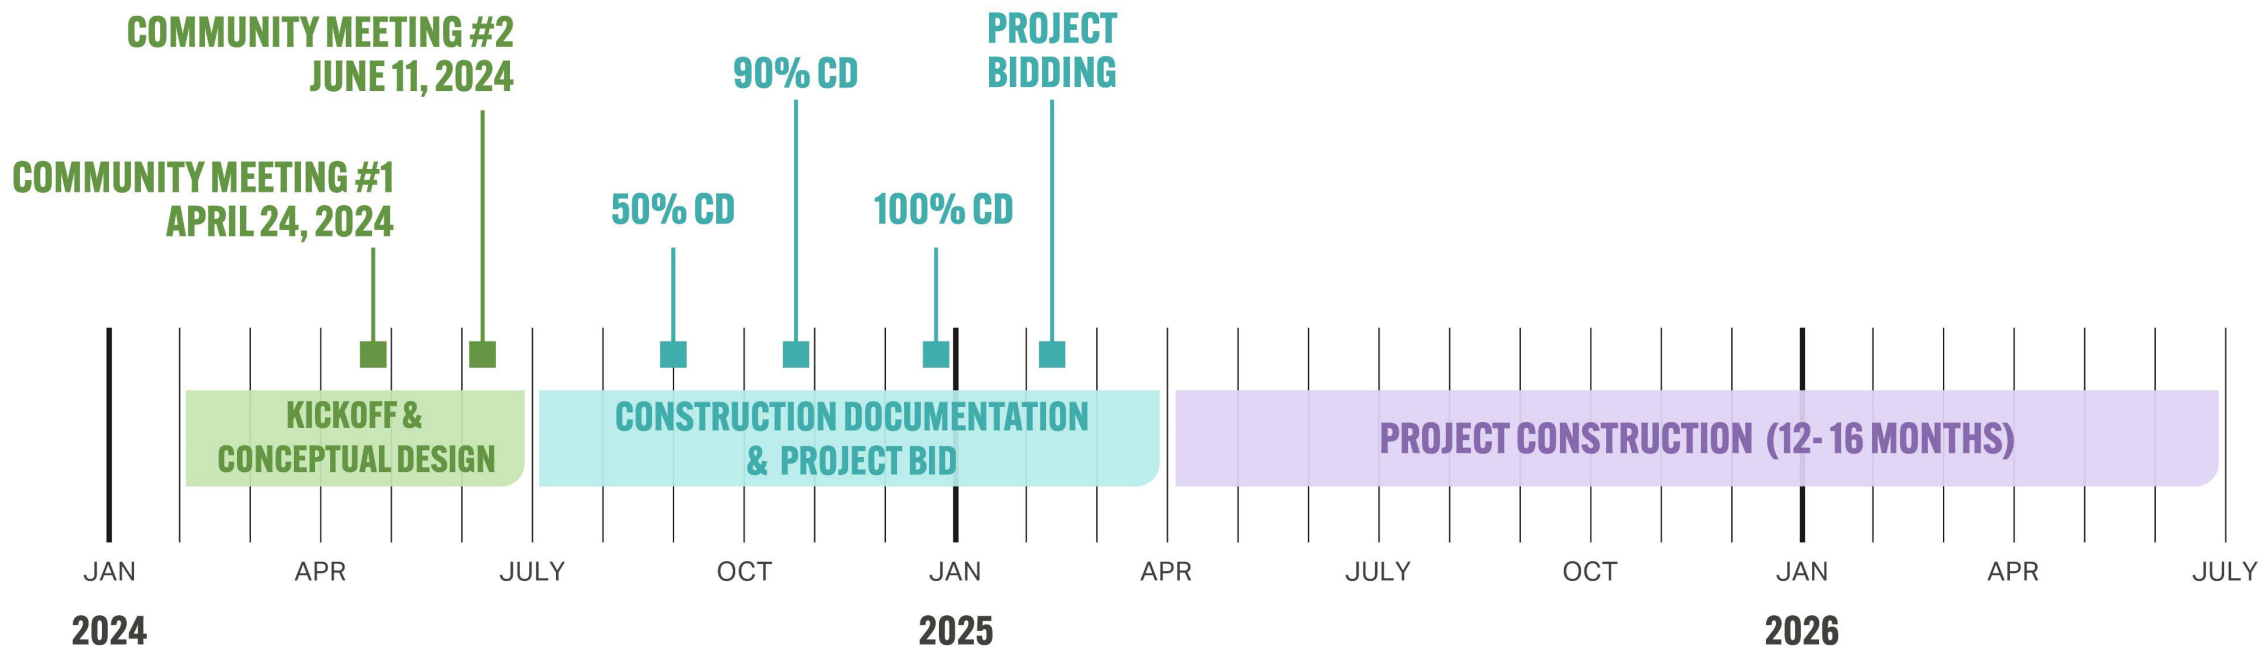 COMMUNITY MEETING #2
JUNE 11, 2024
COMMUNITY MEETING #1
APRIL 24, 2024
50% CD
90% CD
100% CD
PROJECT
BIDDING
KICKOFF &
CONCEPTUAL DESIGN
CONSTRUCTION DOCUMENTATION
& PROJECT BID
PROJECT CONSTRUCTION (12- 16 MONTHS)
JAN APR JULY OCT JAN APR JULY OCT JAN APR JULY
2024 2025 2026